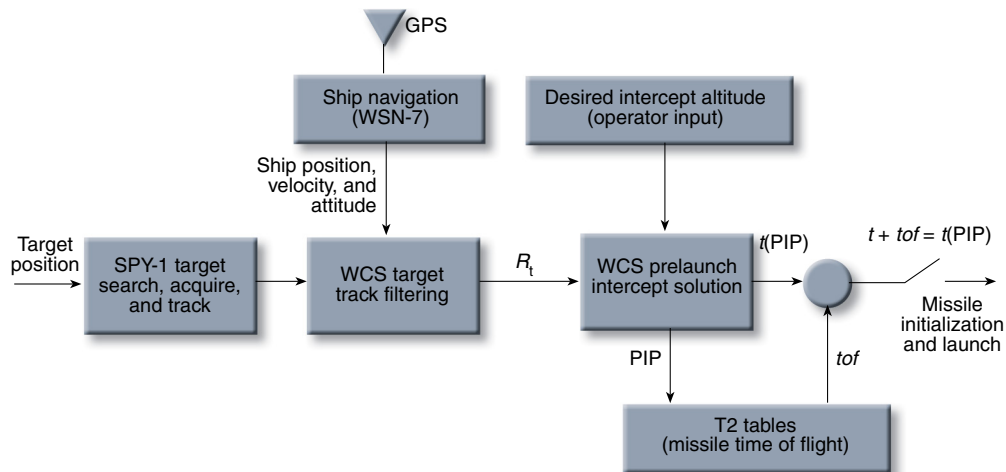 GPS
Ship navigation
(WSN-7)
Desired intercept altitude
(operator input)
Ship position,
velocity, and
attitude
Target
position
SPY-1 target
search, acquire,
and track
WCS target
track filtering
Rt
WCS prelaunch
intercept solution
t(PIP)
t + tof = t(PIP)
Missile
initialization
and launch
PIP
tof
T2 tables
(missile time of flight)